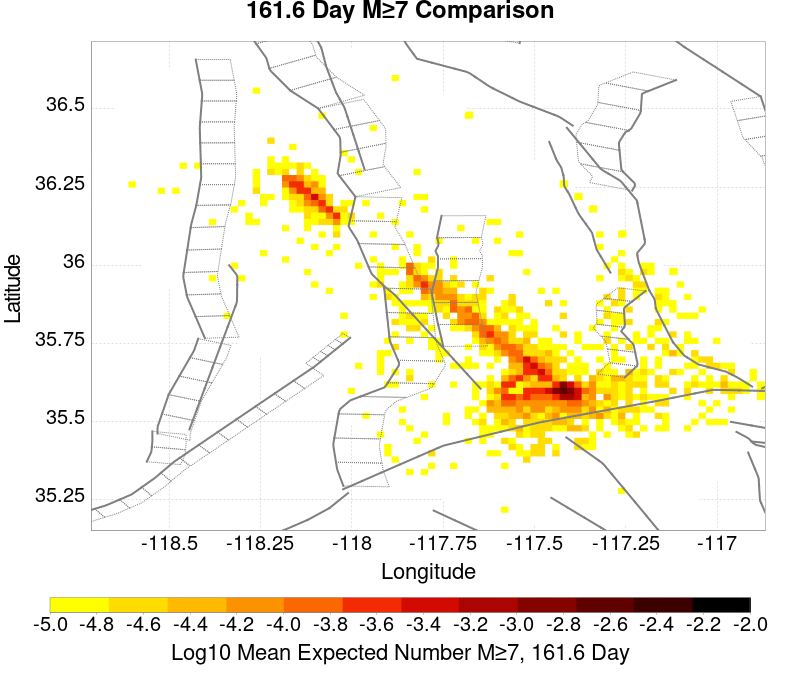 161.6 Day M≥7 Comparison
36.5
36.25
36
35.75
35.5
35.25
Latitude
-118.5 -118.25 -118 -117.75 -117.5 -117.25 -117
Longitude
-5.0 -4.8 -4.6 -4.4 -4.2 -4.0 -3.8 -3.6 -3.4 -3.2 -3.0 -2.8 -2.6 -2.4 -2.2 -2.0
Log10 Mean Expected Number M≥7, 161.6 Day